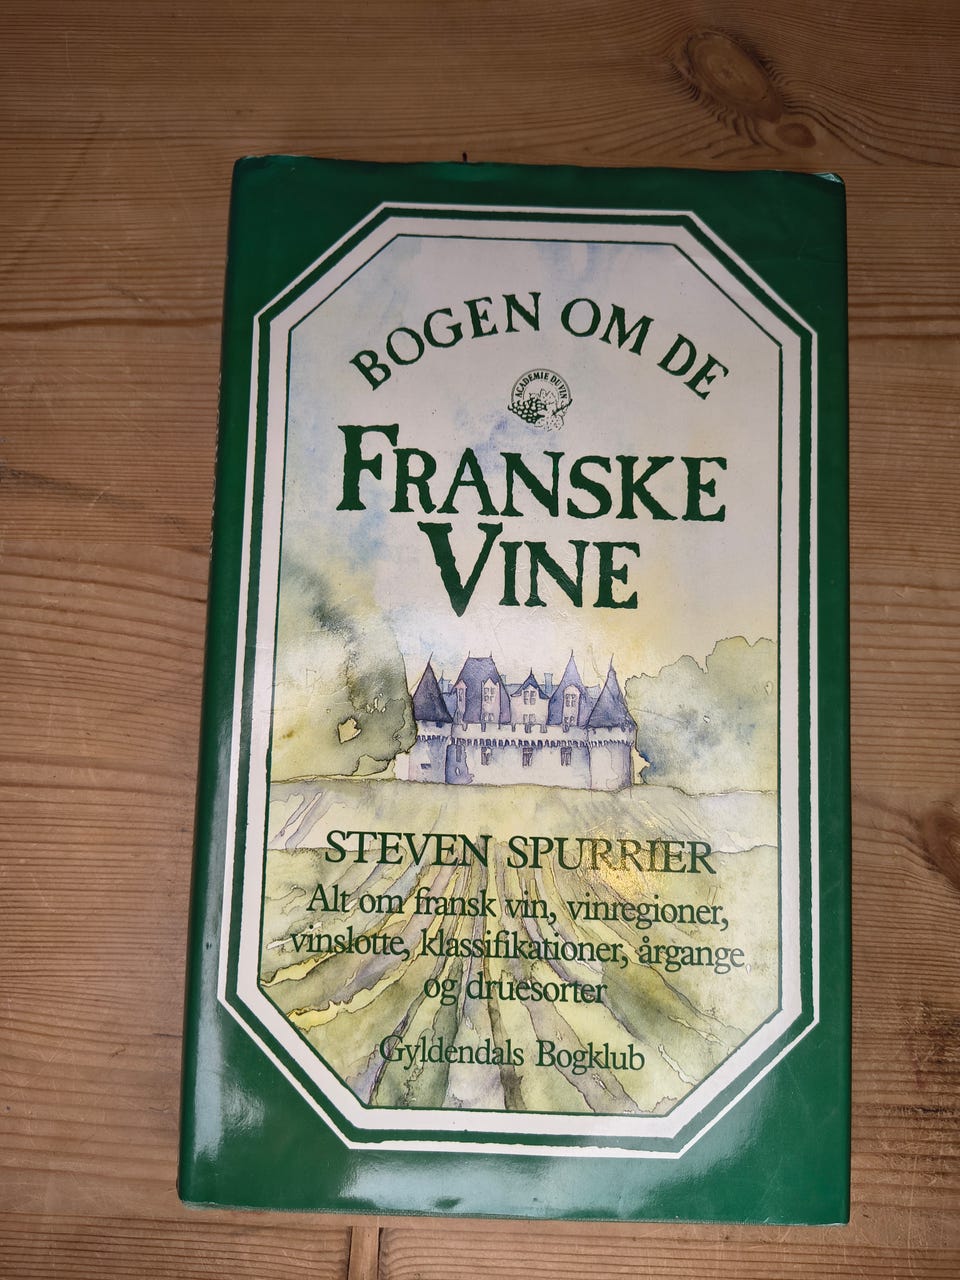 BOGEN OM DE
ACADEMIE DU VIN
FRANSKE
VINE
STEVEN SPURRIER
Alt om fransk vin, vinregioner,
vinslotte, klassifikationer, årgange
og druesorter
Gyldendals Bogklub